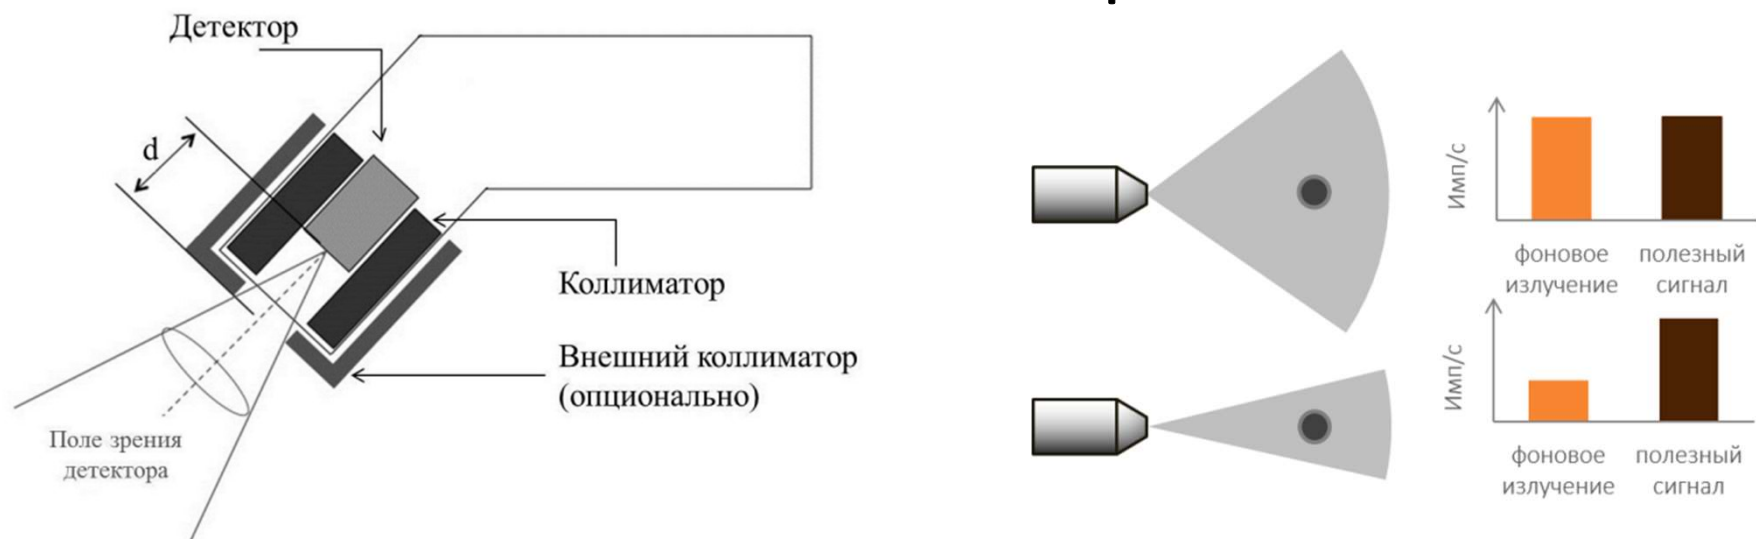 Детектор
d
Коллиматор
Внешний коллиматор
(опционально)
Поле зрения
детектора
Имп/с
фоновое
излучение
полезный
сигнал
Имп/с
фоновое
излучение
полезный
сигнал